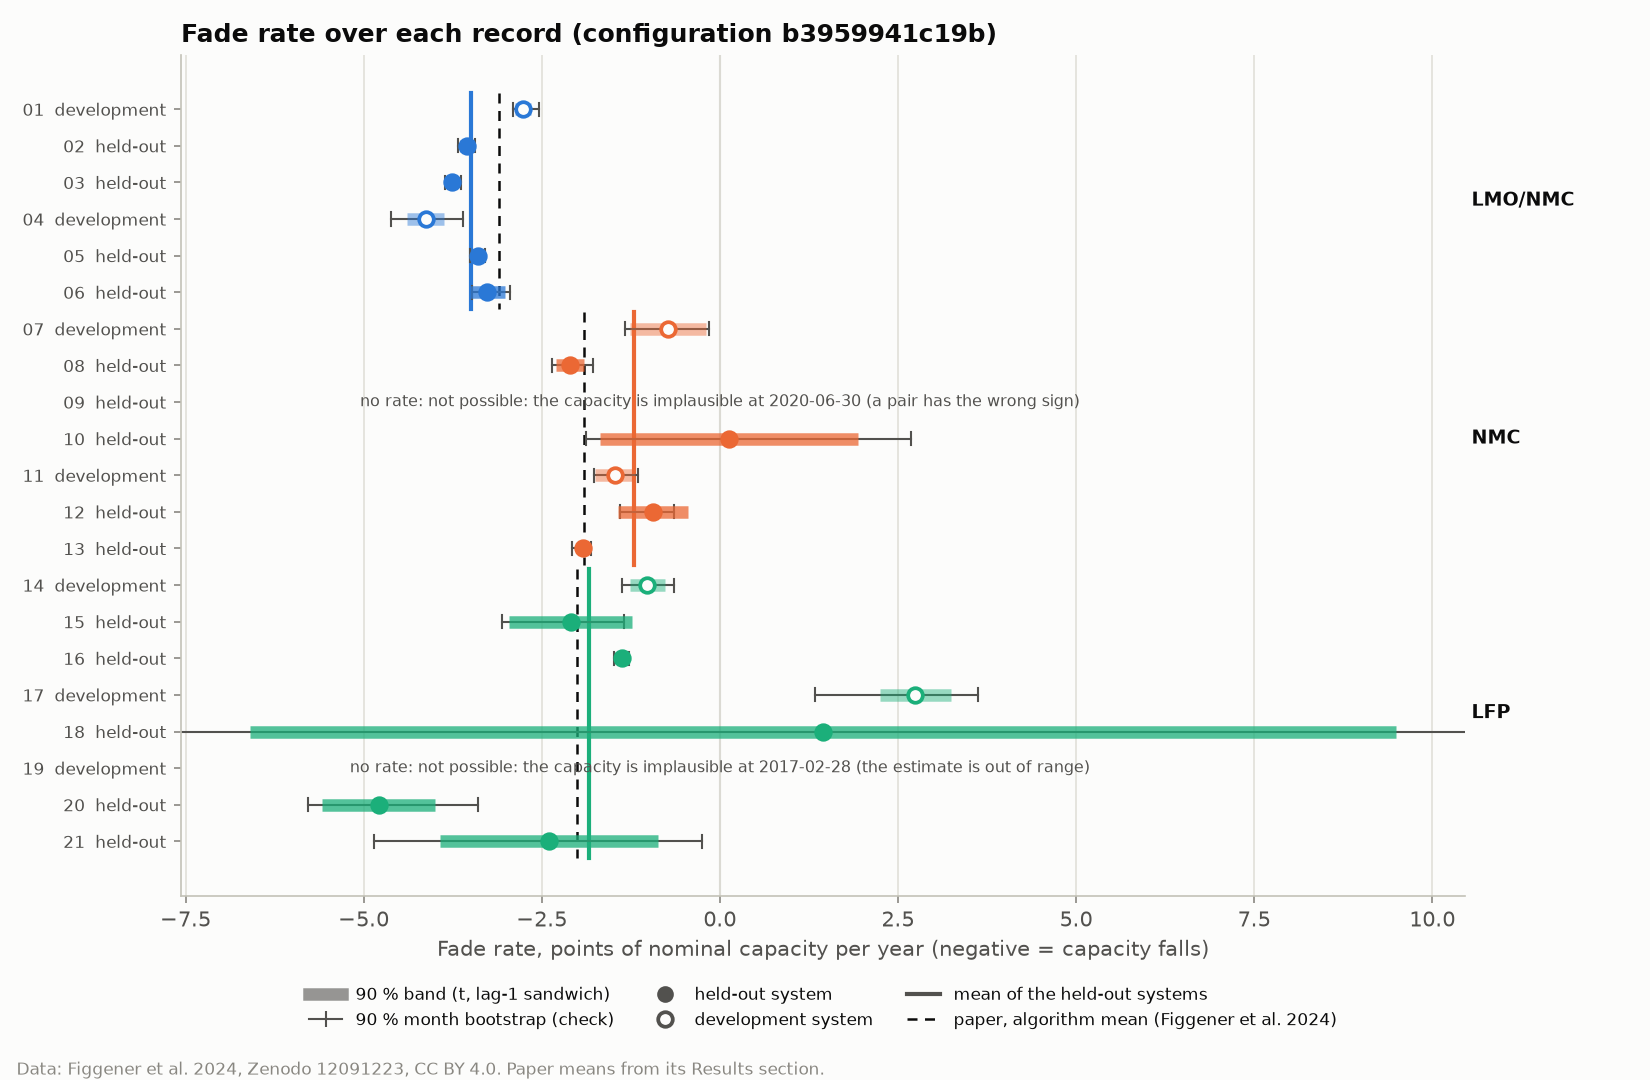 Fade rate over each record (configuration b3959941c19b)
01 development
02 held-out
03 held-out
04 development
LMO/NMC
05 held-out
06 held-out
07 development
08 held-out
09 held-out
no rate: not possible: the capacity is implausible at 2020-06-30 (a pair has the wrong sign)
10 held-out
NMC
11 development
12 held-out
13 held-out
14 development
15 held-out
16 held-out
17 development
LFP
18 held-out
19 development
no rate: not possible: the capacity is implausible at 2017-02-28 (the estimate is out of range)
20 held-out
21 held-out
−7.5 −5.0 −2.5 0.0 2.5 5.0 7.5 10.0
Fade rate, points of nominal capacity per year (negative = capacity falls)
90 % band (t, lag-1 sandwich)
90 % month bootstrap (check)
held-out system
development system
mean of the held-out systems
paper, algorithm mean (Figgener et al. 2024)
Data: Figgener et al. 2024, Zenodo 12091223, CC BY 4.0. Paper means from its Results section.